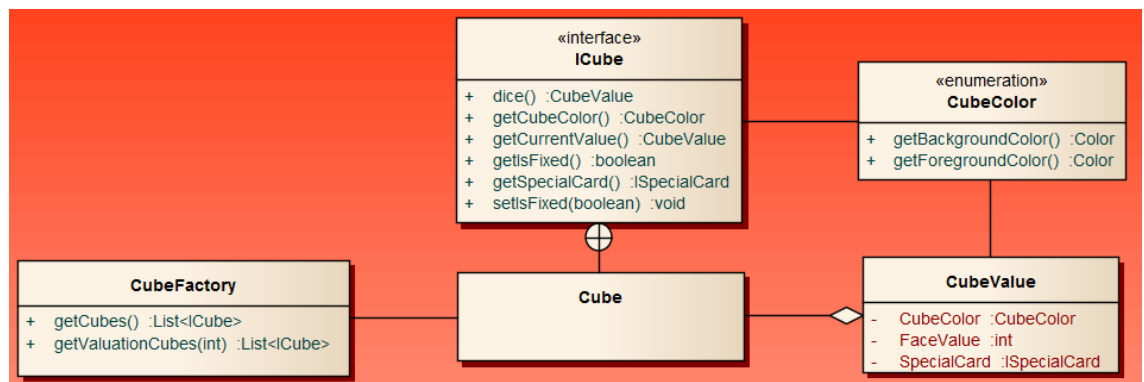 «interface»
ICube
+ dice() :CubeValue
+ getCubeColor() :CubeColor
+ getCurrentValue() :CubeValue
+ getIsFixed() :boolean
+ getSpecialCard() :ISpecialCard
+ setIsFixed(boolean) :void
«enumeration»
CubeColor
+ getBackgroundColor() :Color
+ getForegroundColor() :Color
CubeFactory
+ getCubes() :List<ICube>
+ getValuationCubes(int) :List<ICube>
Cube
CubeValue
- CubeColor :CubeColor
- FaceValue :int
- SpecialCard :ISpecialCard